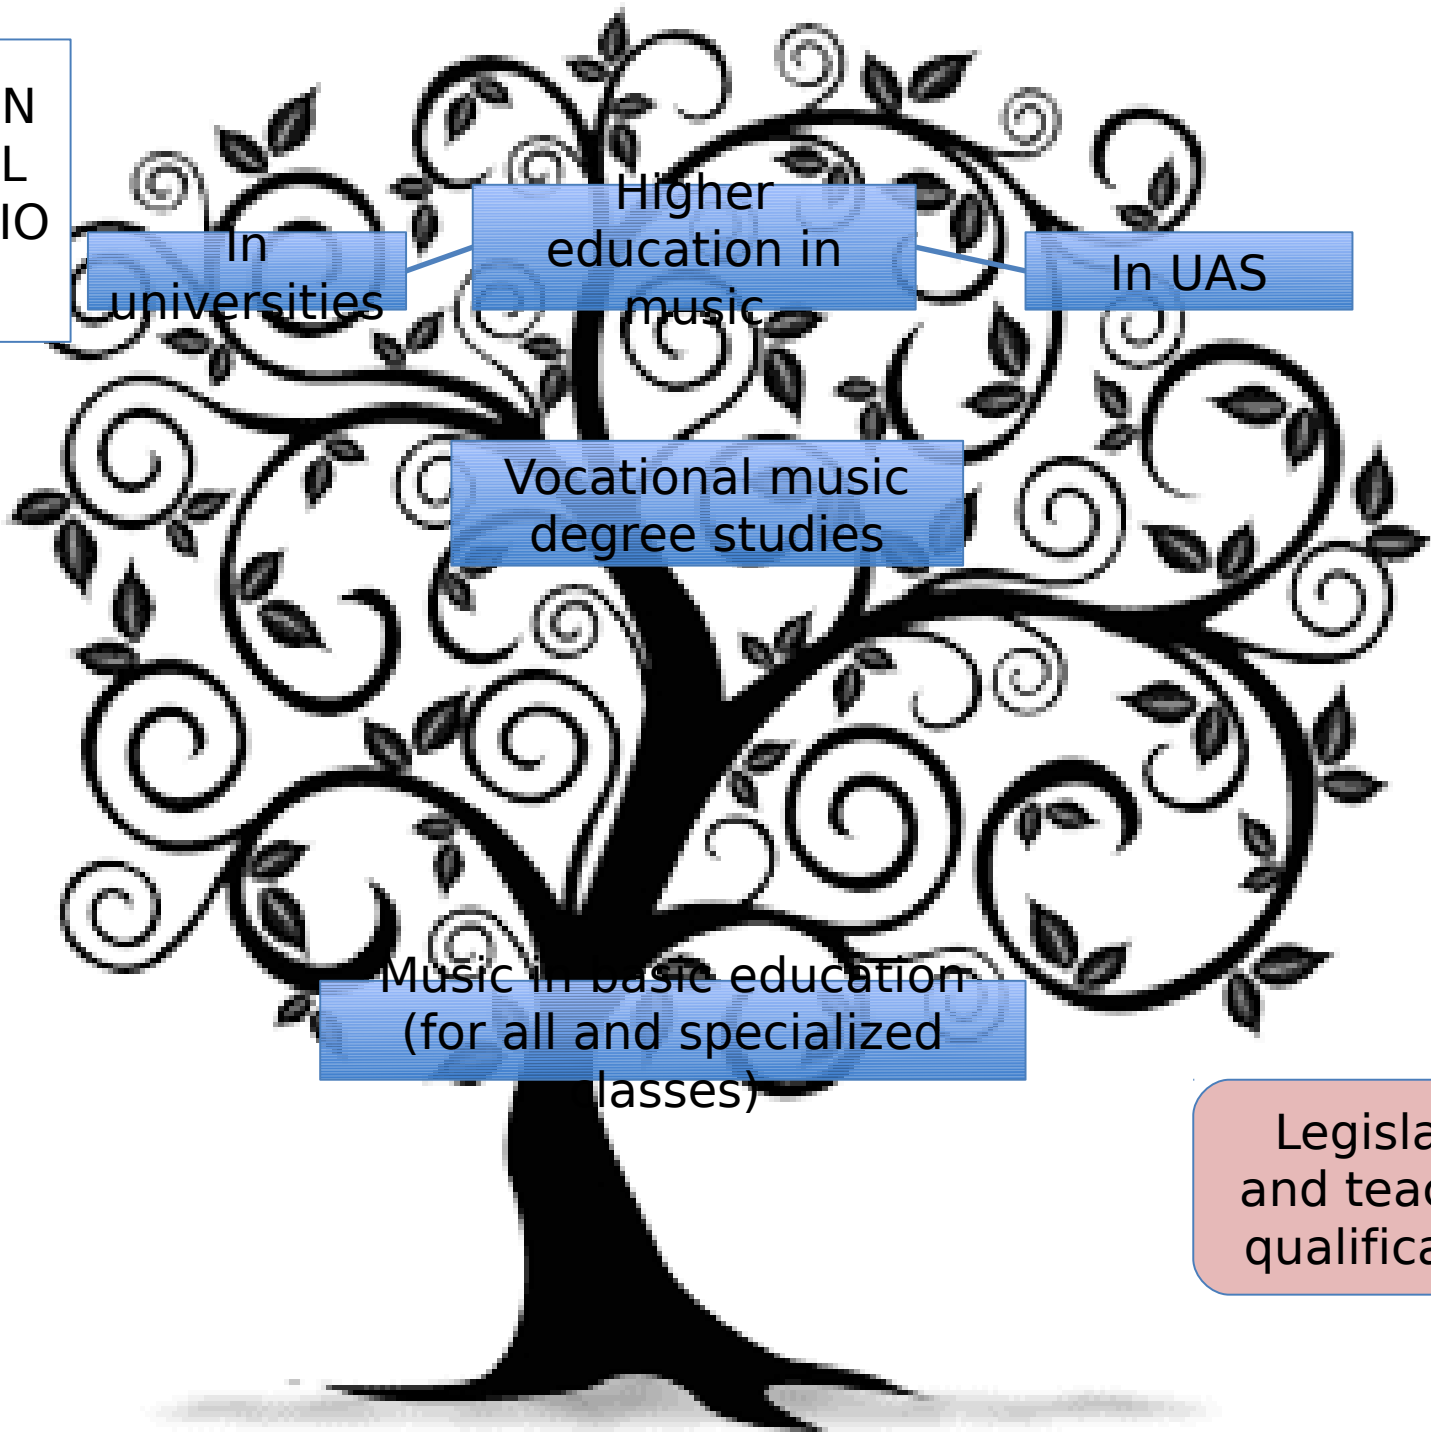 N
L
IO
In
universities
Higher
education in
music
In UAS
Vocational music
degree studies
Music in basic education
(for all and specialized
classes)
Legisla
and teac
qualifica